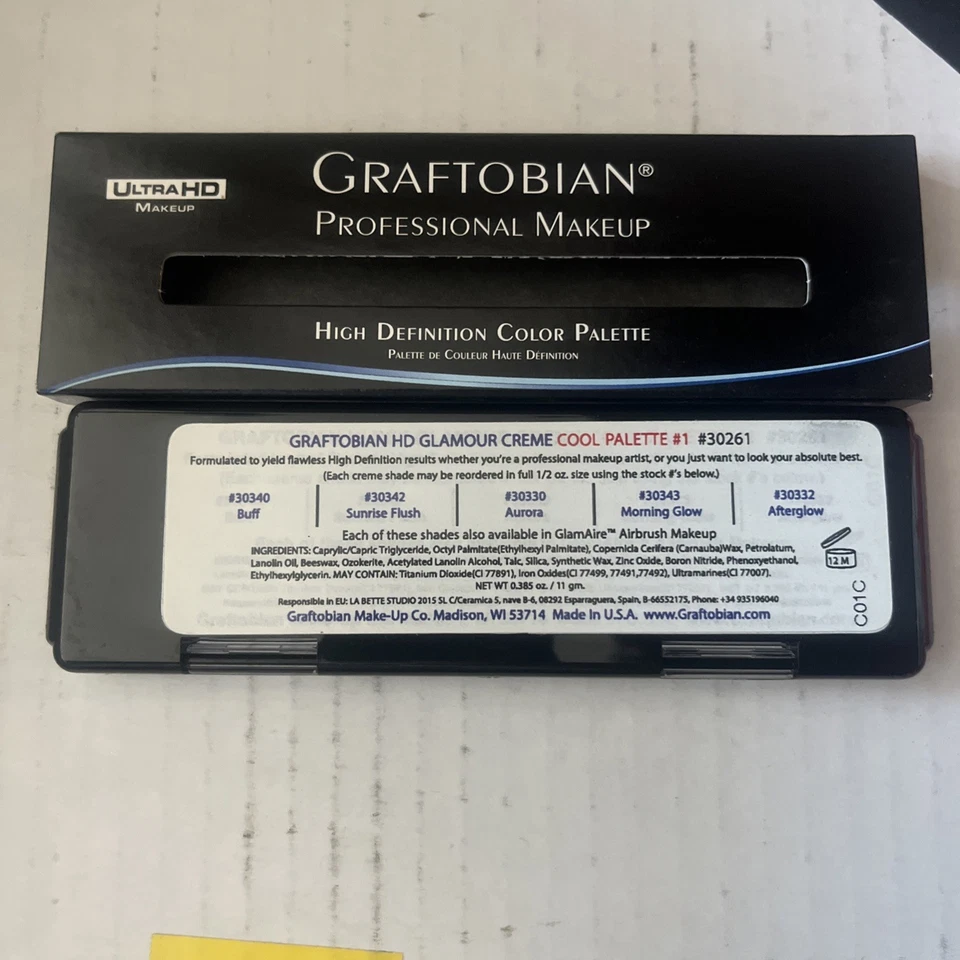 ULTRAHD
MAKEUP
GRAFTOBIAN®
PROFESSIONAL MAKEUP
HIGH DEFINITION COLOR PALETTE
PALETTE DE COULEUR HAUTE DÉFINITION
GRAFTOBIAN HD GLAMOUR CREME COOL PALETTE #1 #30261
Formulated to yield flawless High Definition results whether you're a professional makeup artist, or you just want to look your absolute best.
(Each creme shade may be reordered in full 1/2 oz. size using the stock #'s below.)
#30340 #30342 #30330 #30343 #30332
Buff Sunrise Flush Aurora Morning Glow Afterglow
Each of these shades also available in GlamAire™ Airbrush Makeup
INGREDIENTS: Caprylic/Capric Triglyceride, Octyl Palmitate(Ethylhexyl Palmitate), Copernicia Cerifera (Carnauba)Wax, Petrolatum,
Lanolin Oil, Beeswax, Ozokerite, Acetylated Lanolin Alcohol, Talc, Silica, Synthetic Wax, Zinc Oxide, Boron Nitride, Phenoxyethanol,
Ethylhexylglycerin. MAY CONTAIN: Titanium Dioxide(CI 77891), Iron Oxides(CI 77499, 77491,77492), Ultramarines(CI 77007).
NET WT 0.385 oz. / 11 gm.
12 M
C01C
Responsible in EU: LA BETTE STUDIO 2015 SL C/Ceramica 5, nave B-6, 08292 Esparraguera, Spain, B-66552175, Phone: +34 935196040
Graftobian Make-Up Co. Madison, WI 53714 Made In U.S.A. www.Graftobian.com